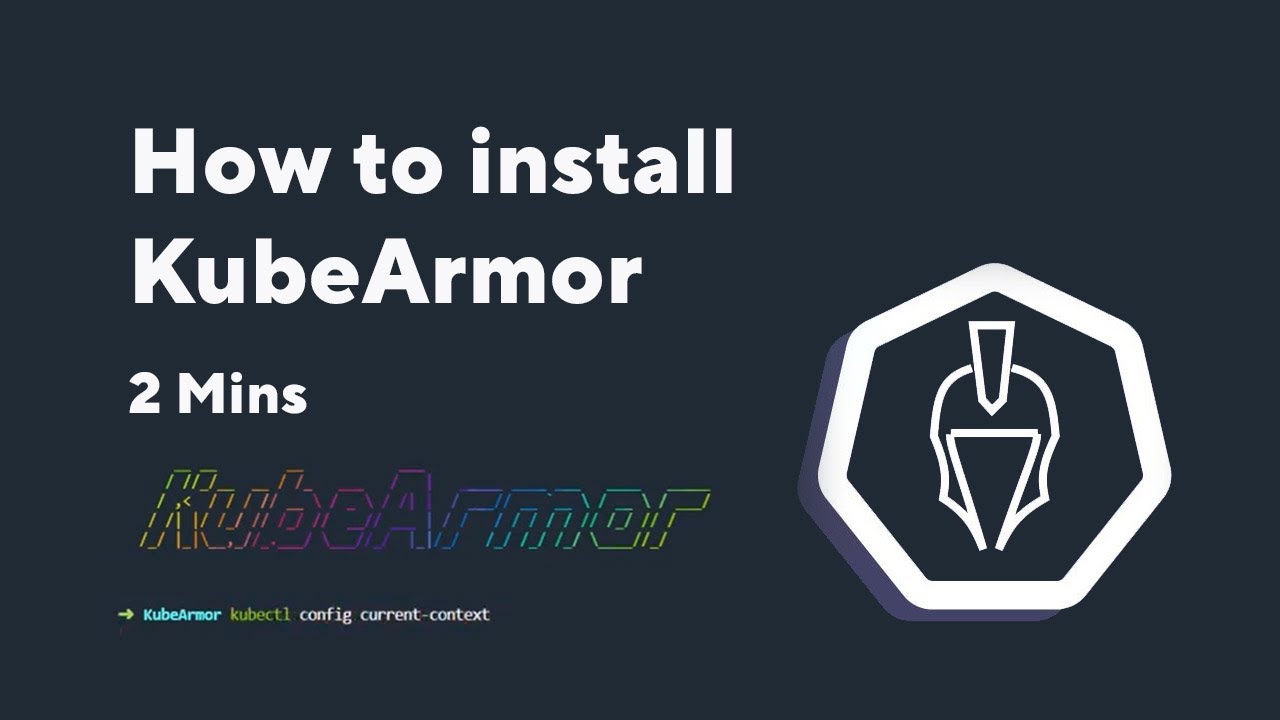 How to install
KubeArmor
2 Mins
KubeArmor
➜ KubeArmor kubectl config current-context